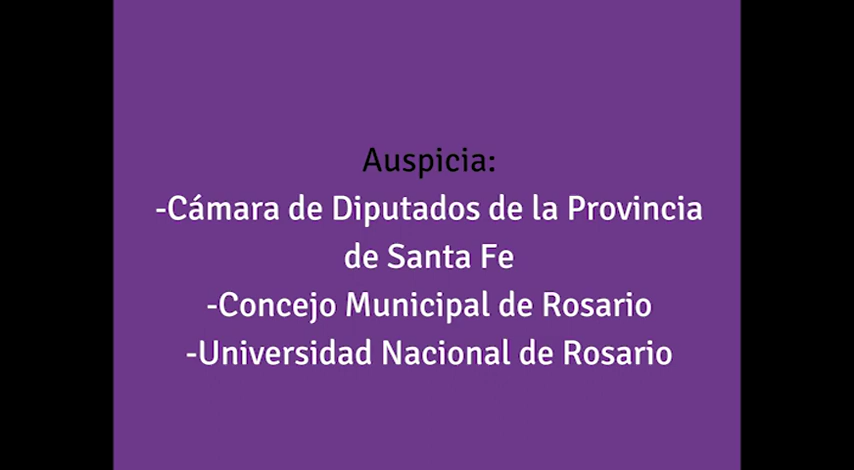 Auspicia:
-Cámara de Diputados de la Provincia
de Santa Fe
-Concejo Municipal de Rosario
-Universidad Nacional de Rosario